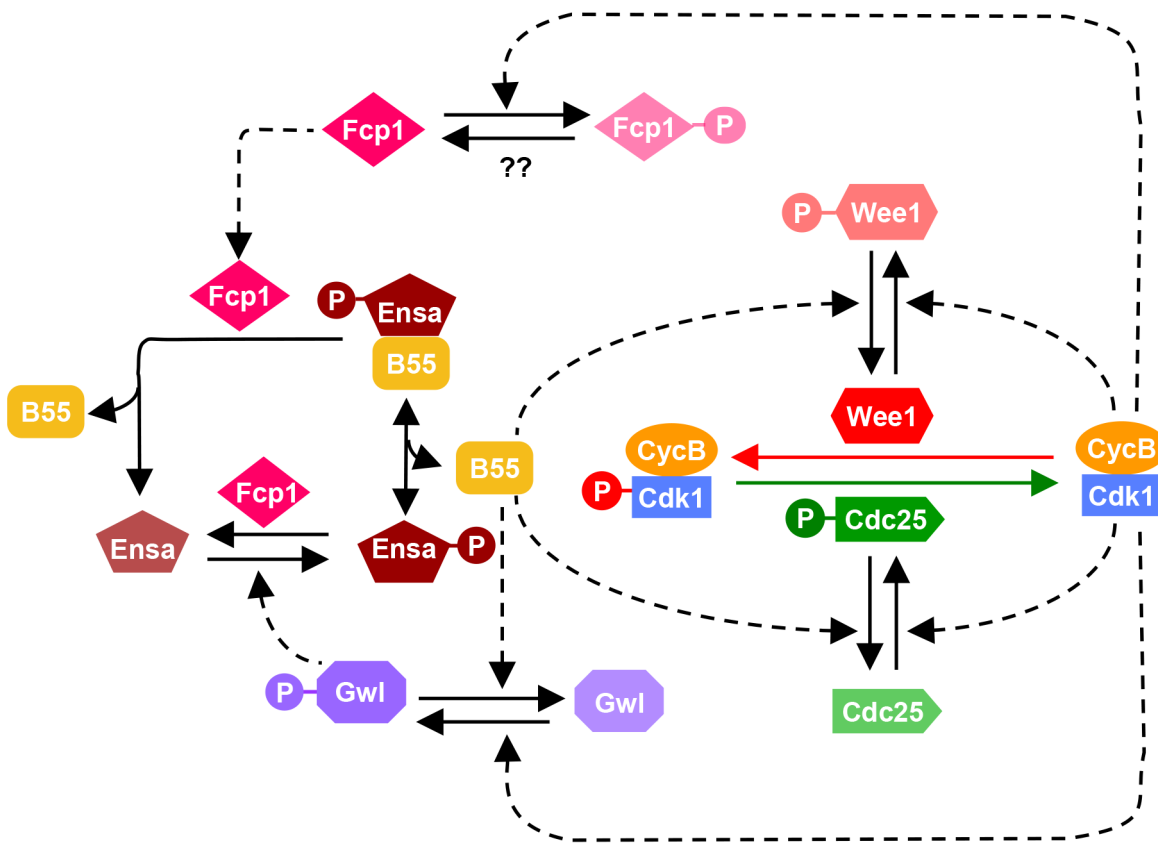 Fcp1
Fcp1
P
??
P
Wee1
Fcp1
P
Ensa
B55
B55
Wee1
CycB
CycB
B55
Fcp1
P
Cdk1
Cdk1
P
Cdc25
Ensa
Ensa
P
P
Gwl
Gwl
Cdc25